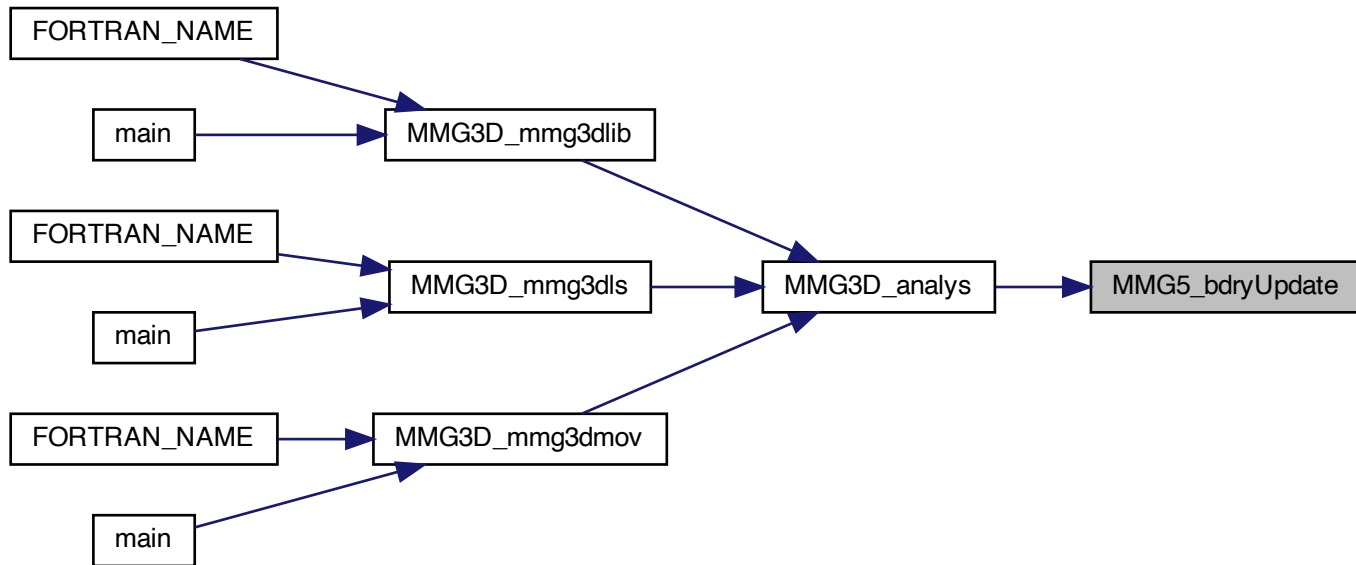 FORTRAN_NAME
main
MMG3D_mmg3dlib
FORTRAN_NAME
main
MMG3D_mmg3dls
MMG3D_analys
MMG5_bdryUpdate
FORTRAN_NAME
main
MMG3D_mmg3dmov